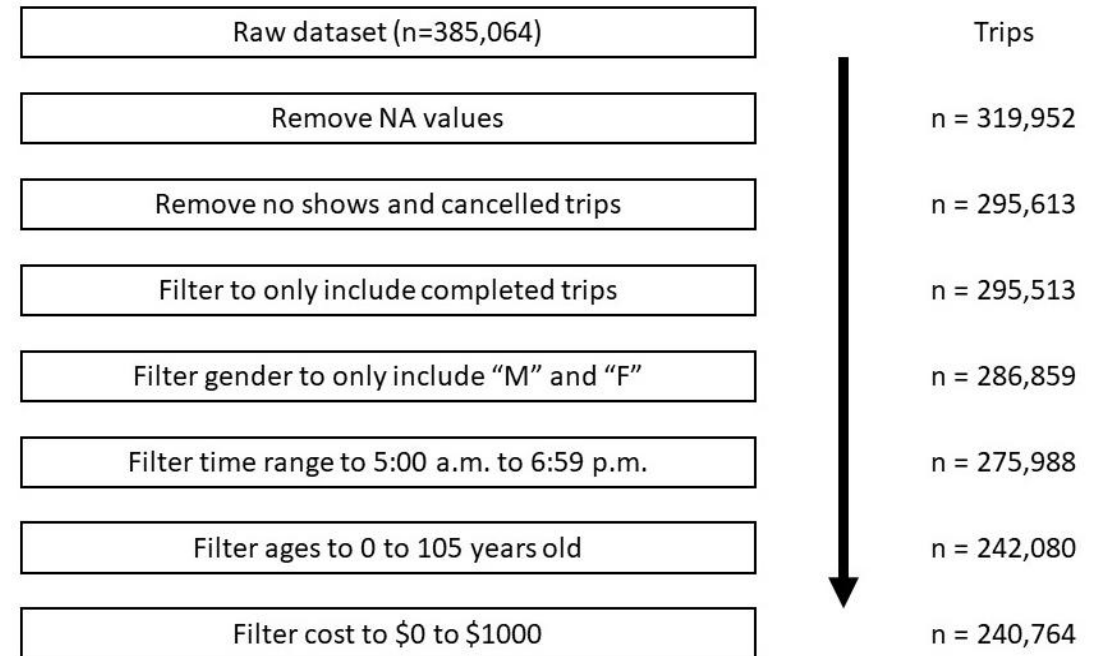 Raw dataset (n=385,064)
Trips
Remove NA values
n = 319,952
Remove no shows and cancelled trips
n = 295,613
Filter to only include completed trips
n = 295,513
Filter gender to only include “M” and “F”
n = 286,859
Filter time range to 5:00 a.m. to 6:59 p.m.
n = 275,988
Filter ages to 0 to 105 years old
n = 242,080
Filter cost to $0 to $1000
n = 240,764